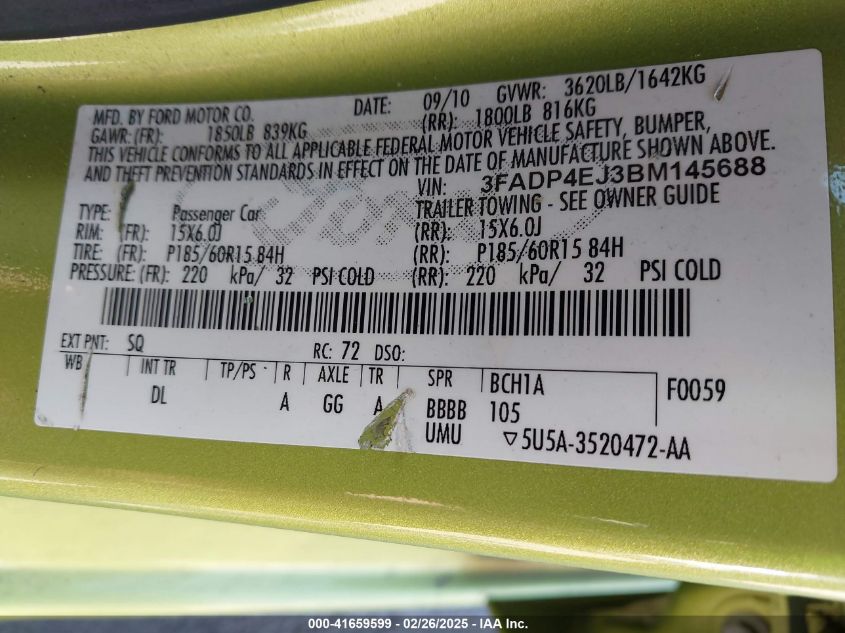 MFD. BY FORD MOTOR CO. DATE: 09/10 GVWR: 3620LB/1642KG
GAWR: (FR): 1850LB 839KG (RR): 1800LB 816KG
THIS VEHICLE CONFORMS TO ALL APPLICABLE FEDERAL MOTOR VEHICLE SAFETY, BUMPER,
AND THEFT PREVENTION STANDARDS IN EFFECT ON THE DATE OF MANUFACTURE SHOWN ABOVE.
VIN: 3FADP4EJ3BM145688
TYPE: Passenger Car TRAILER TOWING - SEE OWNER GUIDE
RIM: (FR): 15X6.0J (RR): 15X6.0J
TIRE: (FR): P185/60R15 84H (RR): P185/60R15 84H
PRESSURE: (FR): 220 kPa/ 32 PSI COLD (RR): 220 kPa/ 32 PSI COLD
EXT PNT: SQ RC: 72 DSO:
WB INT TR TP/PS R AXLE TR SPR BCH1A F0059
DL A GG A BBBB 105
UMU ▽5U5A-3520472-AA
Ford
000-41659599 - 02/26/2025 - IAA Inc.